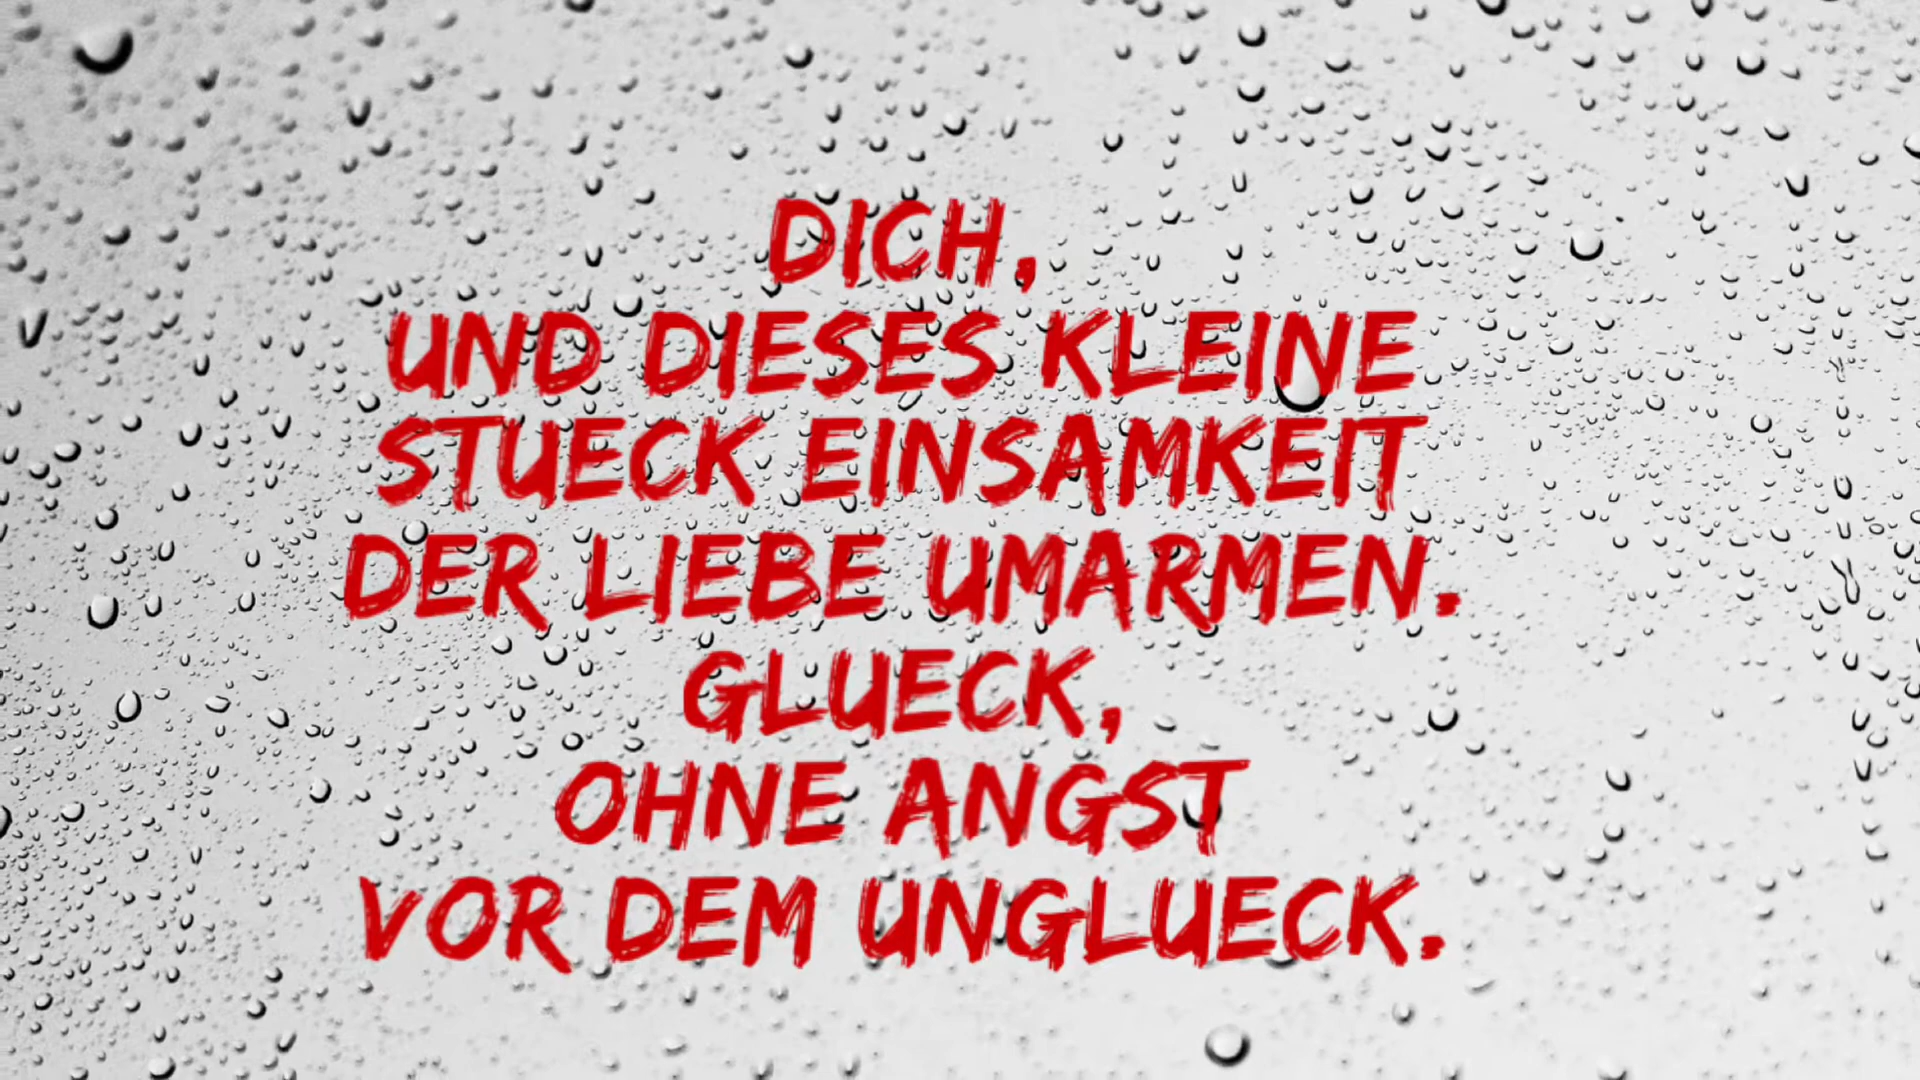 DICH,
UND DIESES KLEINE
STUECK EINSAMKEIT
DER LIEBE UMARMEN.
GLUECK,
OHNE ANGST
VOR DEM UNGLUECK.